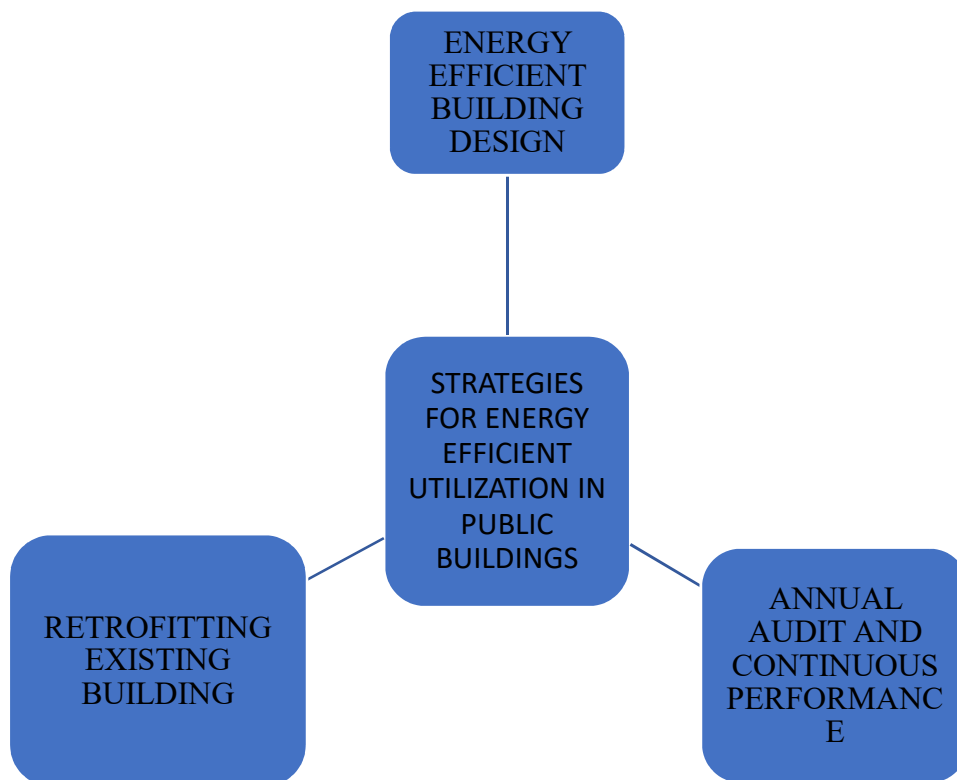 ENERGY
EFFICIENT
BUILDING
DESIGN
STRATEGIES
FOR ENERGY
EFFICIENT
UTILIZATION IN
PUBLIC
BUILDINGS
RETROFITTING
EXISTING
BUILDING
ANNUAL
AUDIT AND
CONTINUOUS
PERFORMANC
E